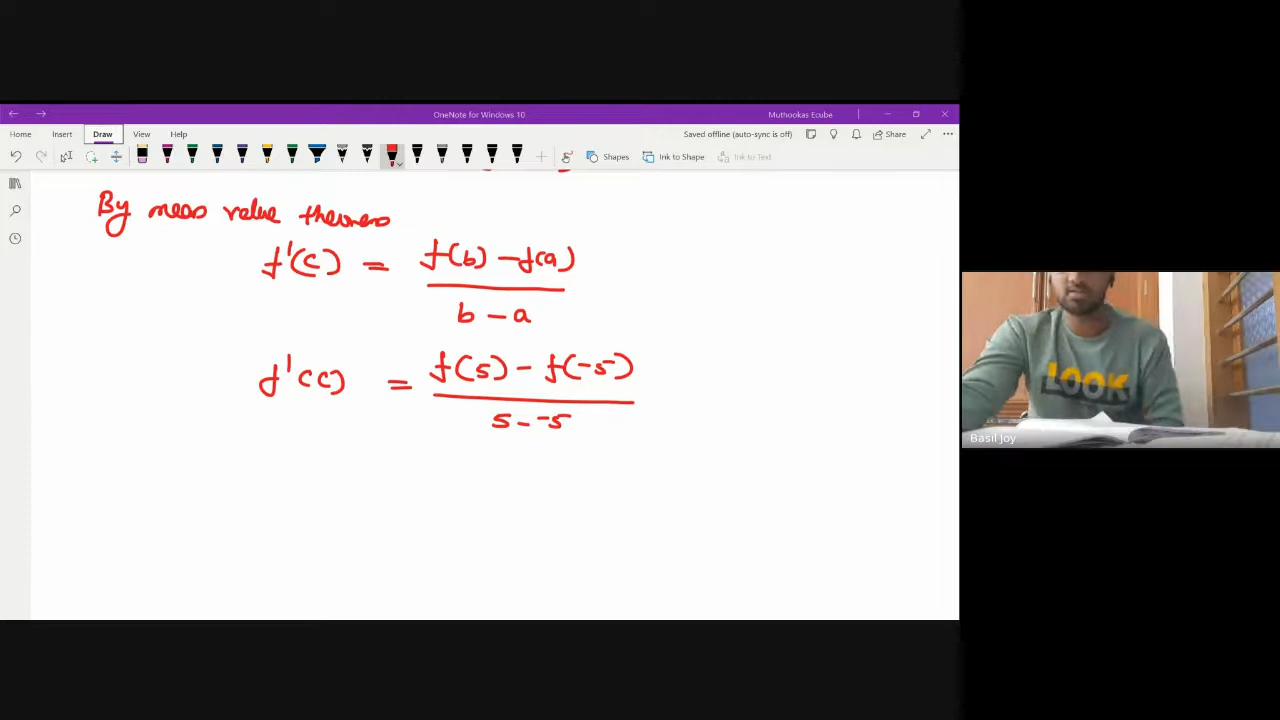 OneNote for Windows 10
Muthookas Ecube
Home Insert Draw View Help
Saved offline (auto-sync is off)
Share
Shapes
Ink to Shape
Ink to Text
By mean value theorem
f'(c) = f(b) - f(a)
b - a
f'(c) = f(5) - f(-5)
5 - -5
LOOK
Basil Joy